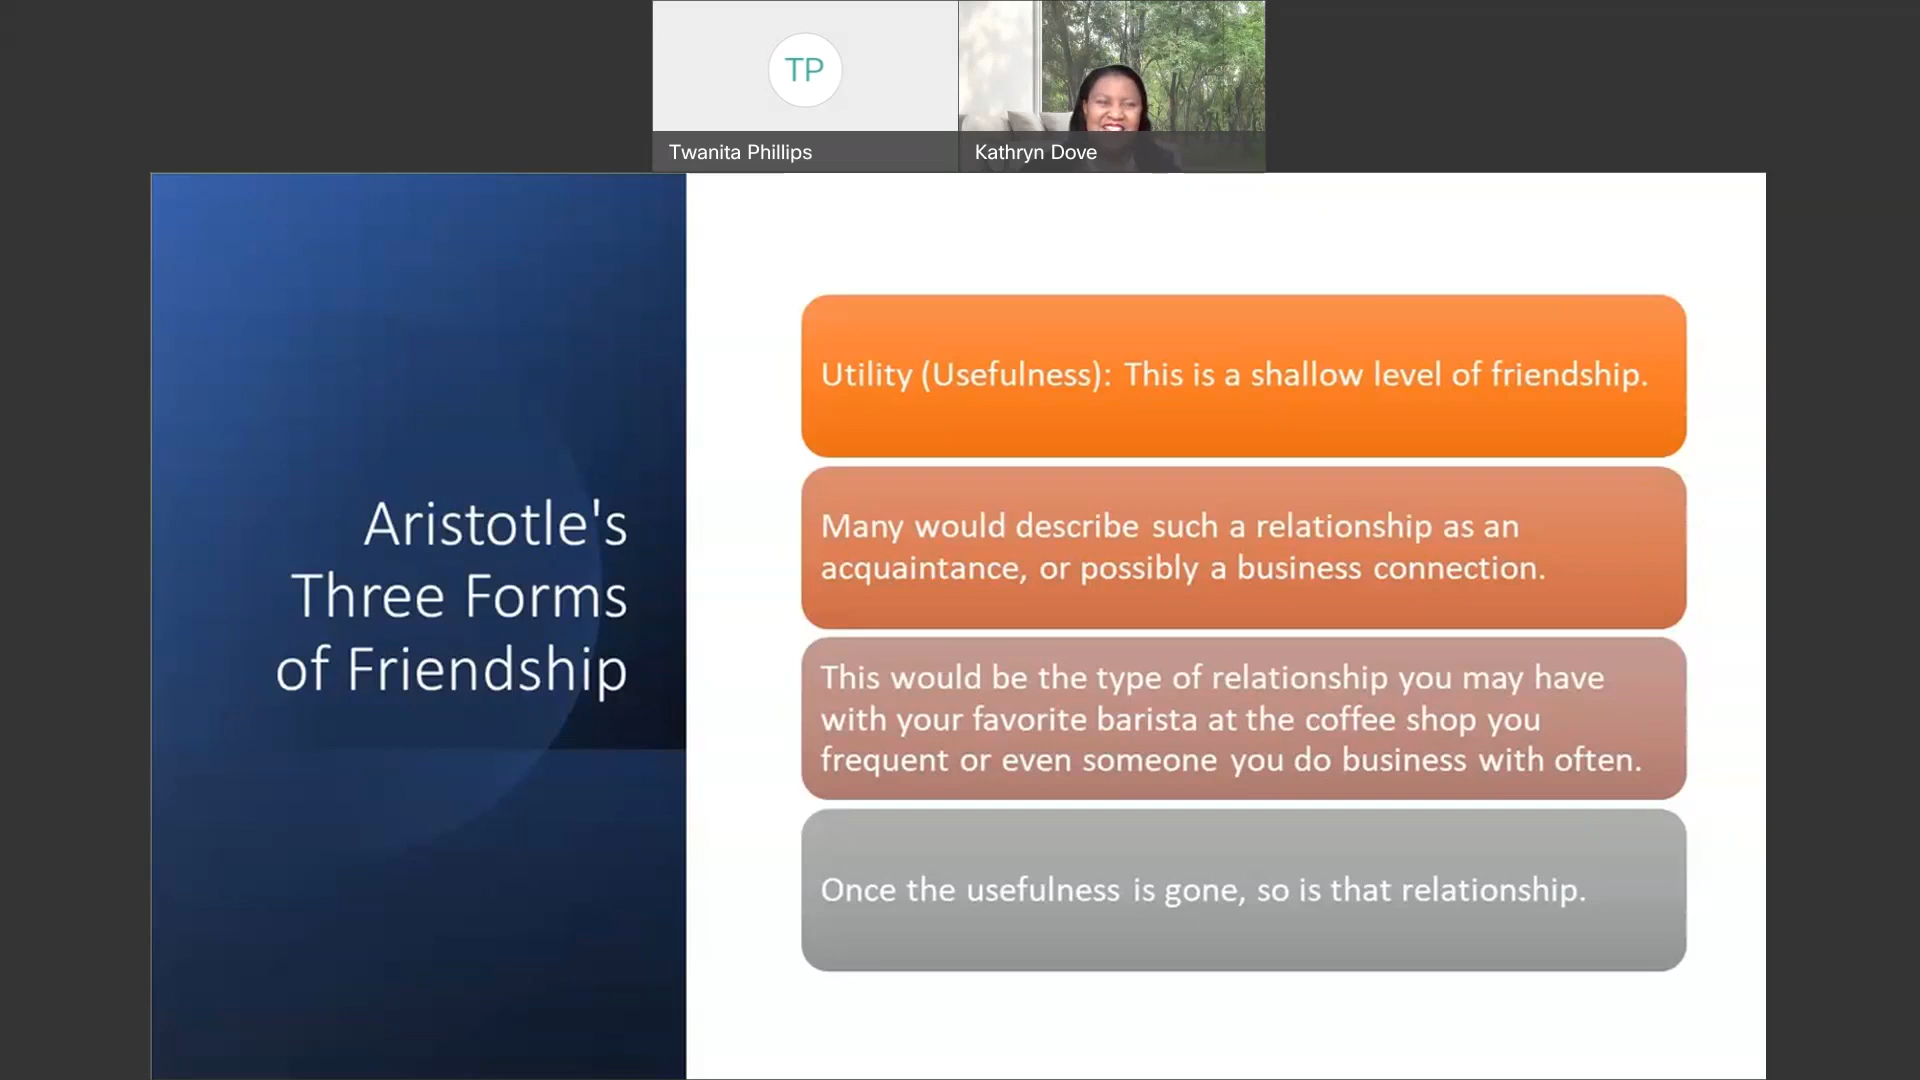 TP
Twanita Phillips
Kathryn Dove
Aristotle's
Three Forms
of Friendship
Utility (Usefulness): This is a shallow level of friendship.
Many would describe such a relationship as an
acquaintance, or possibly a business connection.
This would be the type of relationship you may have
with your favorite barista at the coffee shop you
frequent or even someone you do business with often.
Once the usefulness is gone, so is that relationship.